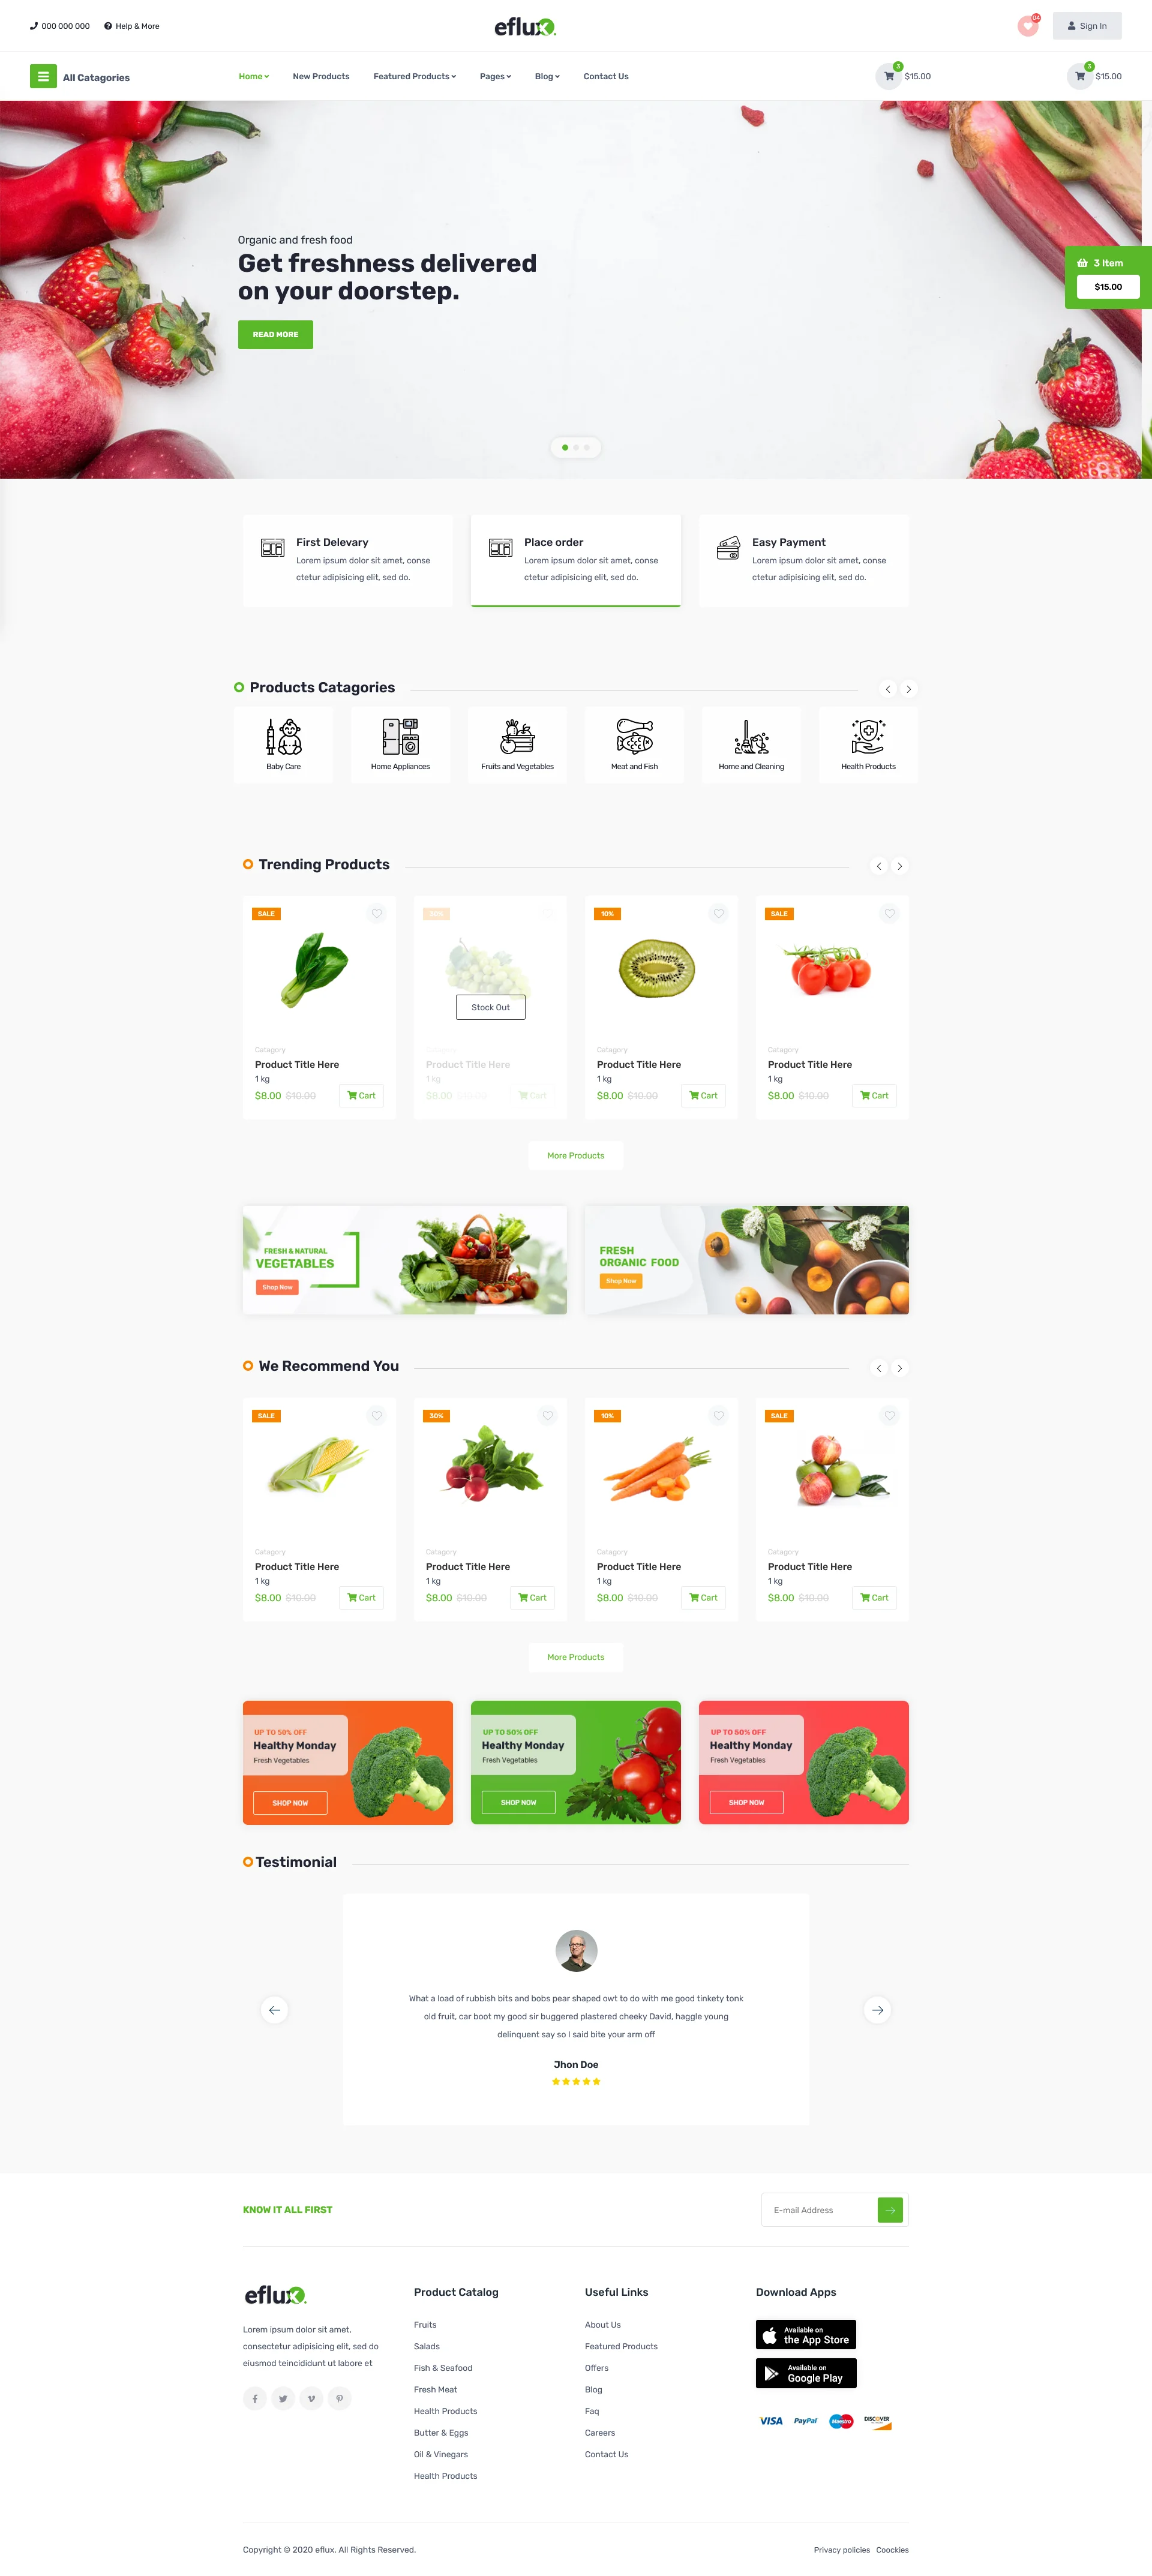 000 000 000
Help & More
eflux.
04
Sign In
All Catagories
Home
New Products
Featured Products
Pages
Blog
Contact Us
3
$15.00
3
$15.00
Organic and fresh food
Get freshness delivered
on your doorstep.
READ MORE
3 Item
$15.00
First Delevary
Lorem ipsum dolor sit amet, conse
ctetur adipisicing elit, sed do.
Place order
Lorem ipsum dolor sit amet, conse
ctetur adipisicing elit, sed do.
Easy Payment
Lorem ipsum dolor sit amet, conse
ctetur adipisicing elit, sed do.
Products Catagories
Baby Care
Home Appliances
Fruits and Vegetables
Meat and Fish
Home and Cleaning
Health Products
Trending Products
SALE
Catagory
Product Title Here
1 kg
$8.00 $10.00
Cart
30%
Stock Out
Product Title Here
1 kg
$8.00
Cart
10%
Catagory
Product Title Here
1 kg
$8.00 $10.00
Cart
SALE
Catagory
Product Title Here
1 kg
$8.00 $10.00
Cart
More Products
FRESH & NATURAL
VEGETABLES
Shop Now
FRESH
ORGANIC FOOD
Shop Now
We Recommend You
SALE
Catagory
Product Title Here
1 kg
$8.00 $10.00
Cart
30%
Catagory
Product Title Here
1 kg
$8.00 $10.00
Cart
10%
Catagory
Product Title Here
1 kg
$8.00 $10.00
Cart
SALE
Catagory
Product Title Here
1 kg
$8.00 $10.00
Cart
More Products
UP TO 50% OFF
Healthy Monday
Fresh Vegetables
SHOP NOW
UP TO 50% OFF
Healthy Monday
Fresh Vegetables
SHOP NOW
UP TO 50% OFF
Healthy Monday
Fresh Vegetables
SHOP NOW
Testimonial
What a load of rubbish bits and bobs pear shaped owt to do with me good tinkety tonk
old fruit, car boot my good sir buggered plastered cheeky David, haggle young
delinquent say so I said bite your arm off
Jhon Doe
KNOW IT ALL FIRST
E-mail Address
eflux.
Lorem ipsum dolor sit amet,
consectetur adipisicing elit, sed do
eiusmod teincididunt ut labore et
Product Catalog
Fruits
Salads
Fish & Seafood
Fresh Meat
Health Products
Butter & Eggs
Oil & Vinegars
Health Products
Useful Links
About Us
Featured Products
Offers
Blog
Faq
Careers
Contact Us
Download Apps
Available on
the App Store
Available on
Google Play
VISA
PayPal
Maestro
DISCOVER
Copyright © 2020 eflux. All Rights Reserved.
Privacy policies
Coockies